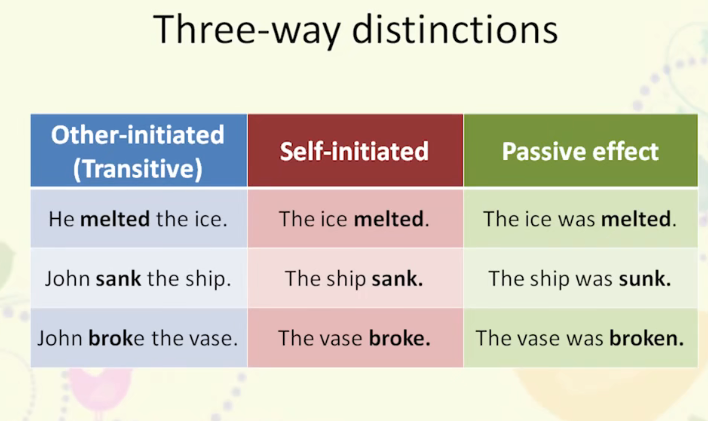 Three-way distinctions
Other-initiated
(Transitive)
Self-initiated
Passive effect
He melted the ice.
The ice melted.
The ice was melted.
John sank the ship.
The ship sank.
The ship was sunk.
John broke the vase.
The vase broke.
The vase was broken.